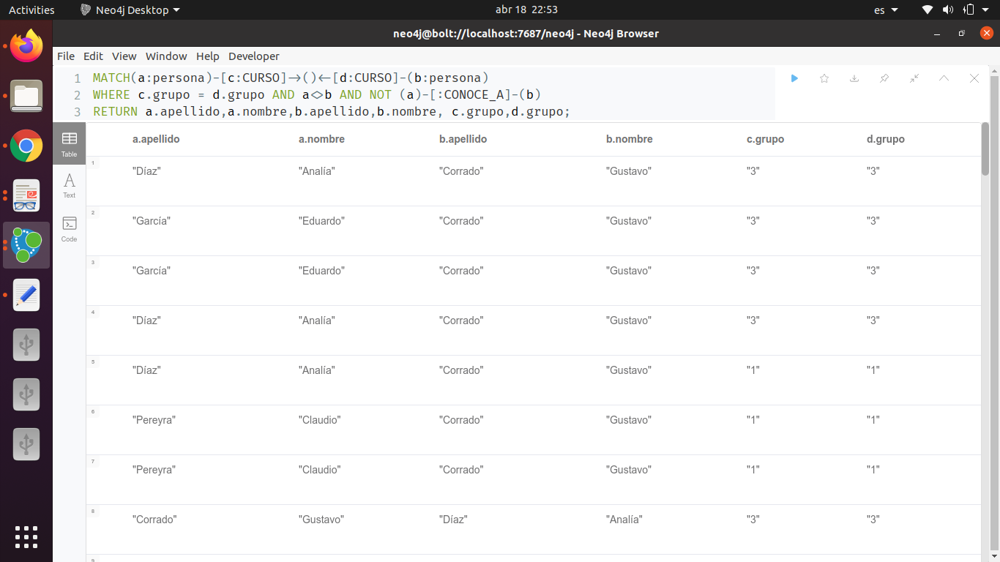 Activities Neo4j Desktop abr 18 22:53 es
neo4j@bolt://localhost:7687/neo4j - Neo4j Browser
File Edit View Window Help Developer
1 MATCH(a:persona)-[c:CURSO]->()<-[d:CURSO]-(b:persona)
2 WHERE c.grupo = d.grupo AND a<>b AND NOT (a)-[:CONOCE_A]-(b)
3 RETURN a.apellido,a.nombre,b.apellido,b.nombre, c.grupo,d.grupo;
Table
Text
Code
a.apellido a.nombre b.apellido b.nombre c.grupo d.grupo
1 "Díaz" "Analía" "Corrado" "Gustavo" "3" "3"
2 "García" "Eduardo" "Corrado" "Gustavo" "3" "3"
3 "García" "Eduardo" "Corrado" "Gustavo" "3" "3"
4 "Díaz" "Analía" "Corrado" "Gustavo" "3" "3"
5 "Díaz" "Analía" "Corrado" "Gustavo" "1" "1"
6 "Pereyra" "Claudio" "Corrado" "Gustavo" "1" "1"
7 "Pereyra" "Claudio" "Corrado" "Gustavo" "1" "1"
8 "Corrado" "Gustavo" "Díaz" "Analía" "3" "3"